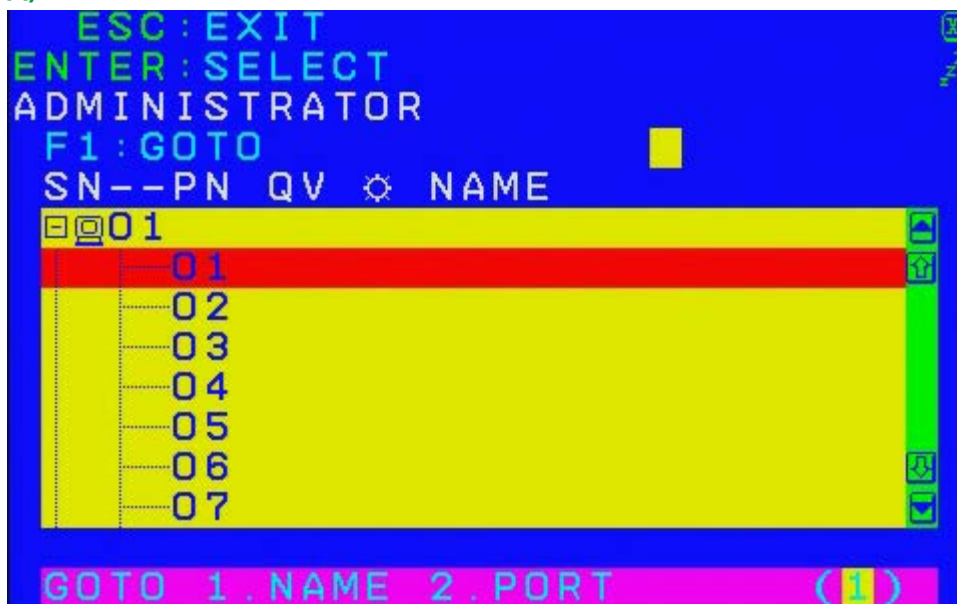 ESC:EXIT
ENTER:SELECT
ADMINISTRATOR
F1:GOTO
SN--PN QV ☼ NAME
01
01
02
03
04
05
06
07
GOTO 1.NAME 2.PORT (1)